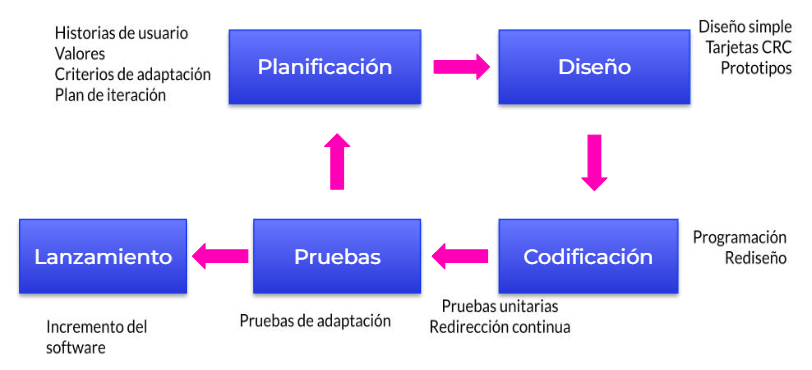 Historias de usuario
Valores
Criterios de adaptación
Plan de iteración
Planificación
Diseño
Diseño simple
Tarjetas CRC
Prototipos
Lanzamiento
Pruebas
Codificación
Programación
Rediseño
Incremento del
software
Pruebas de adaptación
Pruebas unitarias
Redirección continua